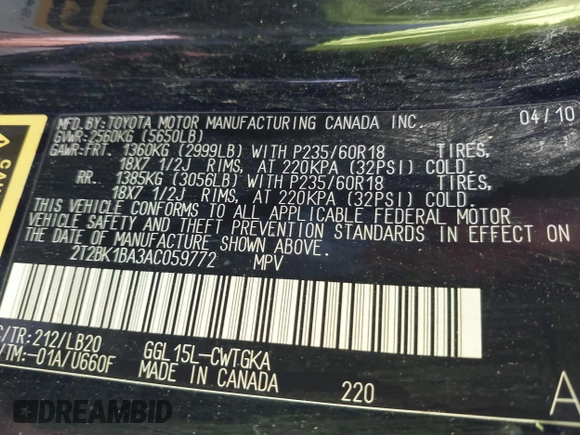 MFD.BY:TOYOTA MOTOR MANUFACTURING CANADA INC. 04/10
GVWR:2560KG (5650LB)
GAWR:FRT. 1360KG (2999LB) WITH P235/60R18 TIRES,
18X7 1/2J RIMS, AT 220KPA (32PSI) COLD.
RR. 1385KG (3056LB) WITH P235/60R18 TIRES,
18X7 1/2J RIMS, AT 220KPA (32PSI) COLD.
THIS VEHICLE CONFORMS TO ALL APPLICABLE FEDERAL MOTOR
VEHICLE SAFETY AND THEFT PREVENTION STANDARDS IN EFFECT ON
THE DATE OF MANUFACTURE SHOWN ABOVE.
2T2BK1BA3AC059772 MPV
C/TR:212/LB20 GGL15L-CWTGKA
/TM:-01A/U660F MADE IN CANADA 220 A
DREAMBID